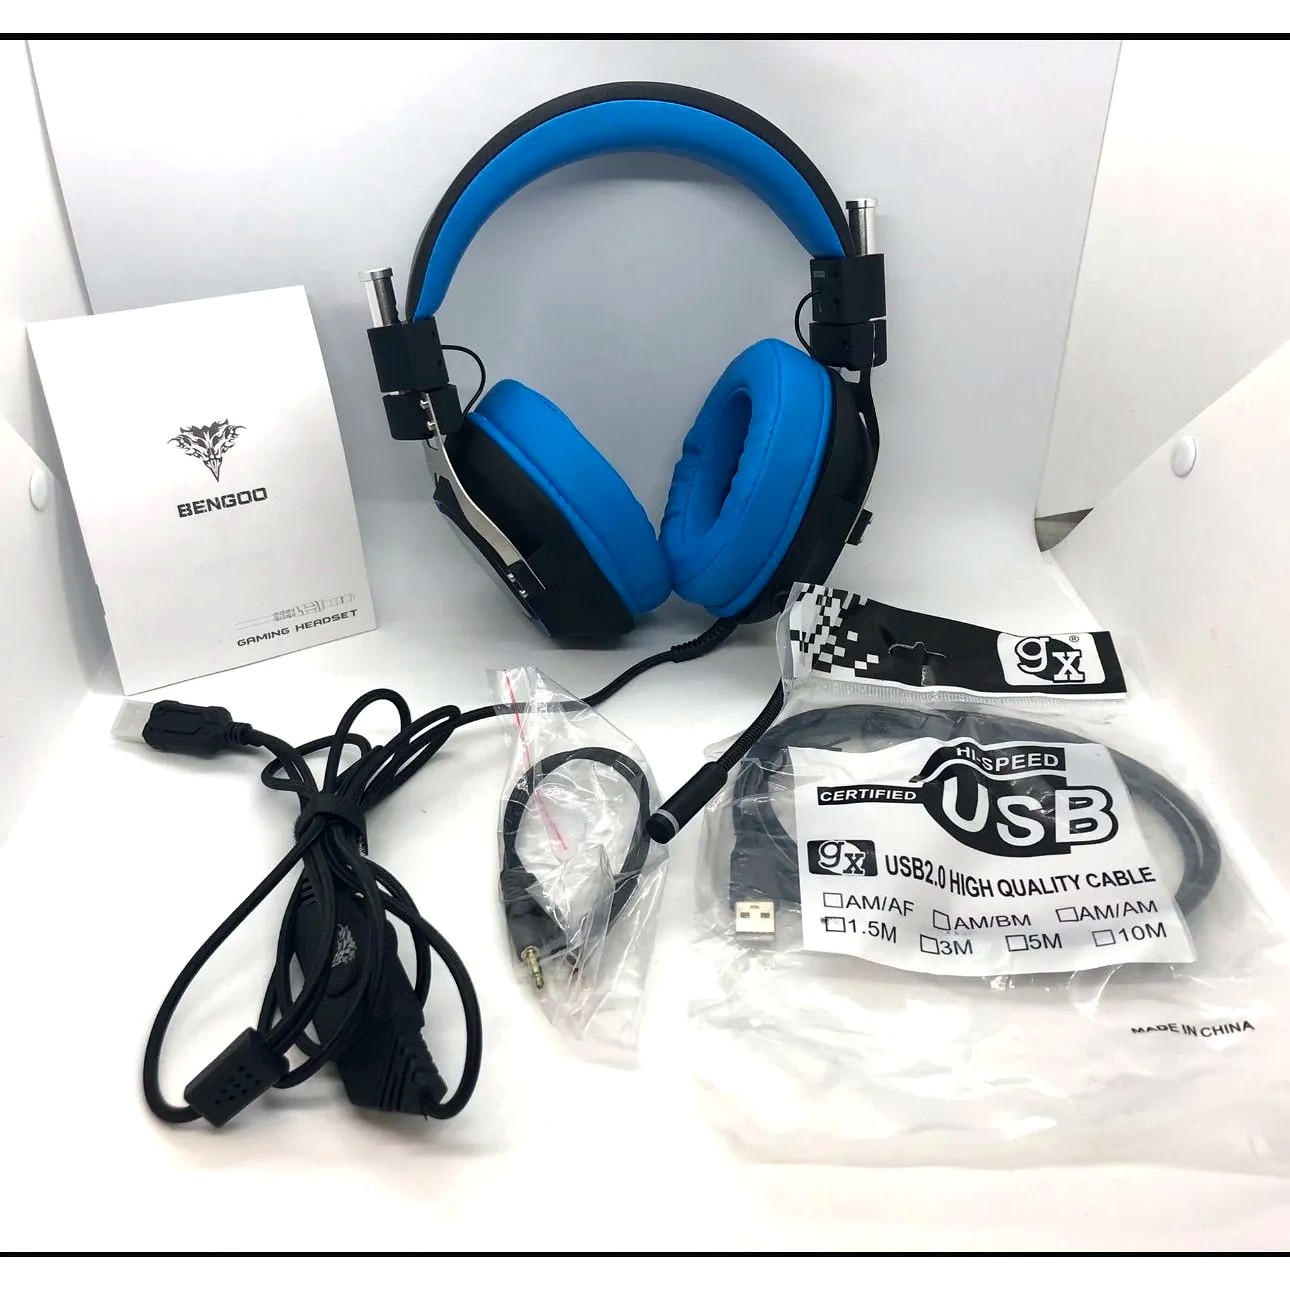 BENGOO
GAMING HEADSET
gx®
HI-SPEED
CERTIFIED USB
gx USB2.0 HIGH QUALITY CABLE
AM/AF AM/BM AM/AM
1.5M 3M 5M 10M
MADE IN CHINA